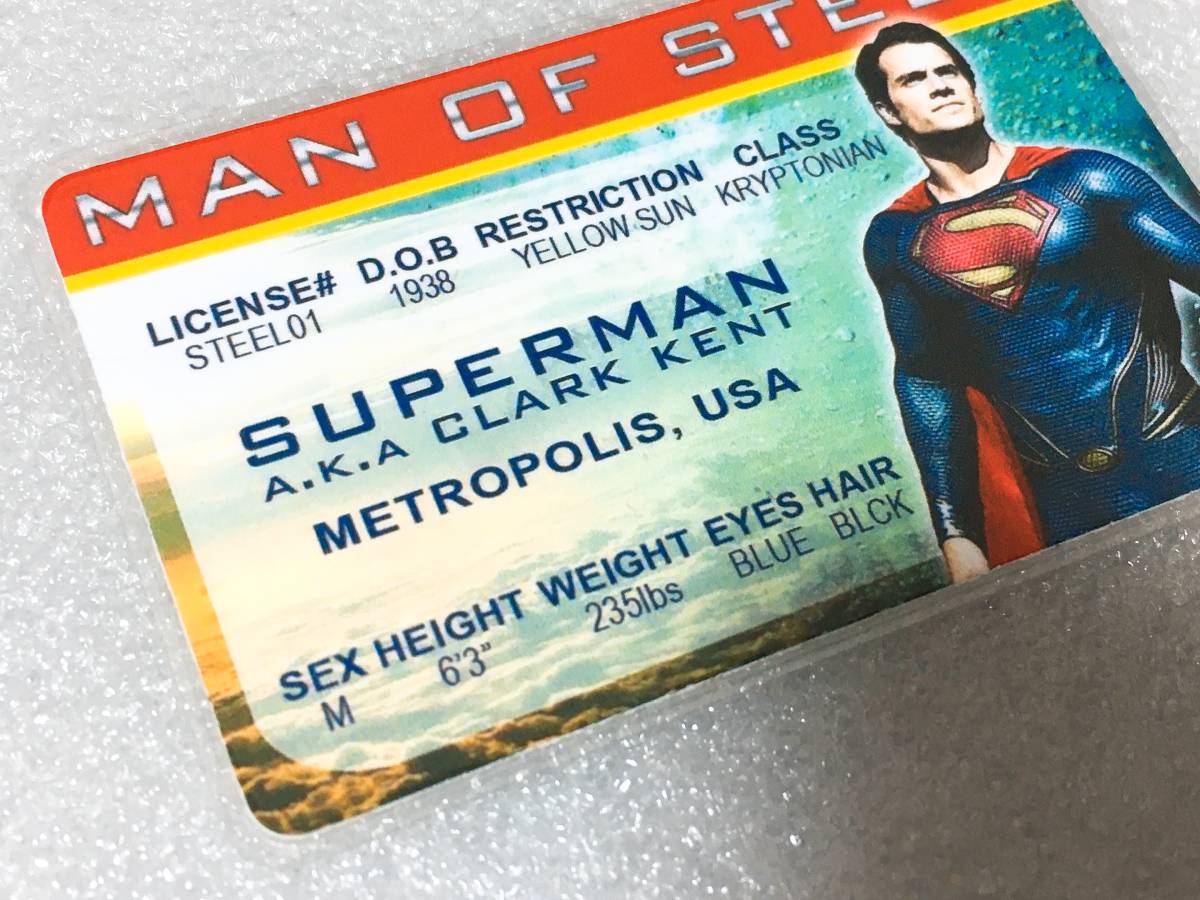 MAN OF STEE
LICENSE# D.O.B RESTRICTION CLASS
STEEL01 1938 YELLOW SUN KRYPTONIAN
SUPERMAN
A.K.A CLARK KENT
METROPOLIS, USA
SEX HEIGHT WEIGHT EYES HAIR
M 6'3" 235lbs BLUE BLCK